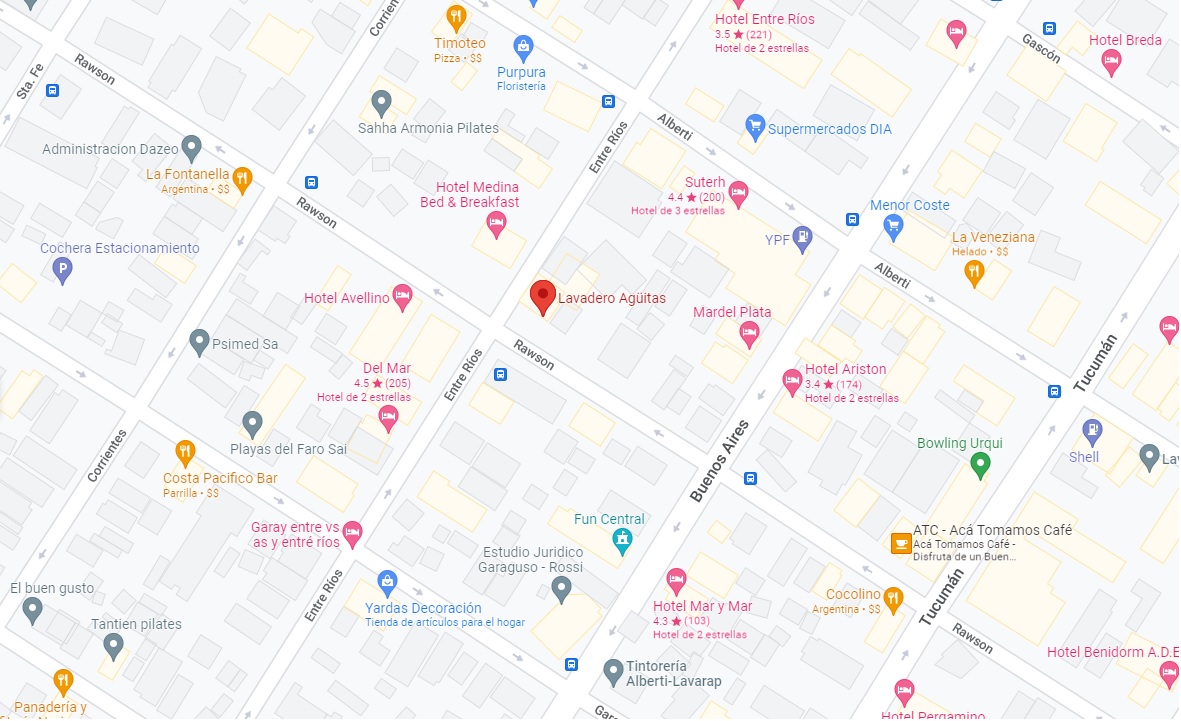 Corrien
Hotel Entre Ríos
3.5 ★ (221)
Hotel de 2 estrellas
Timoteo
Pizza • $$
Purpura
Floristería
Gascón
Hotel Breda
Rawson
Sta. Fe
Sahha Armonia Pilates
Alberti
Supermercados DIA
Entre Ríos
Administracion Dazeo
La Fontanella
Argentina • $$
Rawson
Hotel Medina
Bed & Breakfast
Suterh
4.4 ★ (200)
Hotel de 3 estrellas
Menor Coste
YPF
La Veneziana
Helado • $$
Cochera Estacionamiento
P
Alberti
Hotel Avellino
Lavadero Agüitas
Mardel Plata
Psimed Sa
Rawson
Entre Ríos
Tucumán
Del Mar
4.5 ★ (205)
Hotel de 2 estrellas
Hotel Ariston
3.4 ★ (174)
Hotel de 2 estrellas
Playas del Faro Sai
Corrientes
Buenos Aires
Bowling Urqui
Shell
Lav
Costa Pacifico Bar
Parrilla • $$
Garay entre vs
as y entré ríos
Fun Central
ATC - Acá Tomamos Café
Acá Tomamos Café -
Disfruta de un Buen...
Estudio Juridico
Garaguso - Rossi
El buen gusto
Entre Ríos
Yardas Decoración
Tienda de artículos para el hogar
Hotel Mar y Mar
4.3 ★ (103)
Hotel de 2 estrellas
Cocolino
Argentina • $$
Tucumán
Rawson
Tantien pilates
Hotel Benidorm A.D.E
Tintorería
Alberti-Lavarap
Panadería y
Gara
Hotel Pergamino